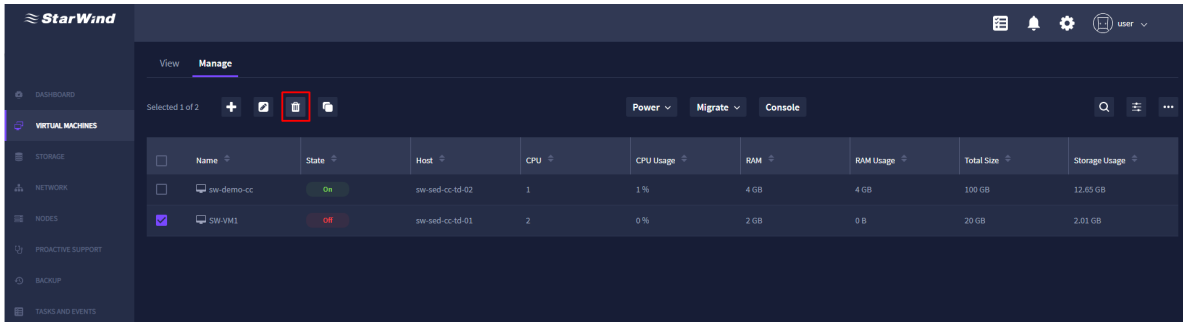 StarWind
user
View Manage
DASHBOARD
Selected 1 of 2 Power Migrate Console
VIRTUAL MACHINES
STORAGE
Name State Host CPU CPU Usage RAM RAM Usage Total Size Storage Usage
NETWORK
sw-demo-cc On sw-sed-cc-td-02 1 1 % 4 GB 4 GB 100 GB 12.65 GB
NODES
SW-VM1 Off sw-sed-cc-td-01 2 0 % 2 GB 0 B 20 GB 2.01 GB
PROACTIVE SUPPORT
BACKUP
TASKS AND EVENTS